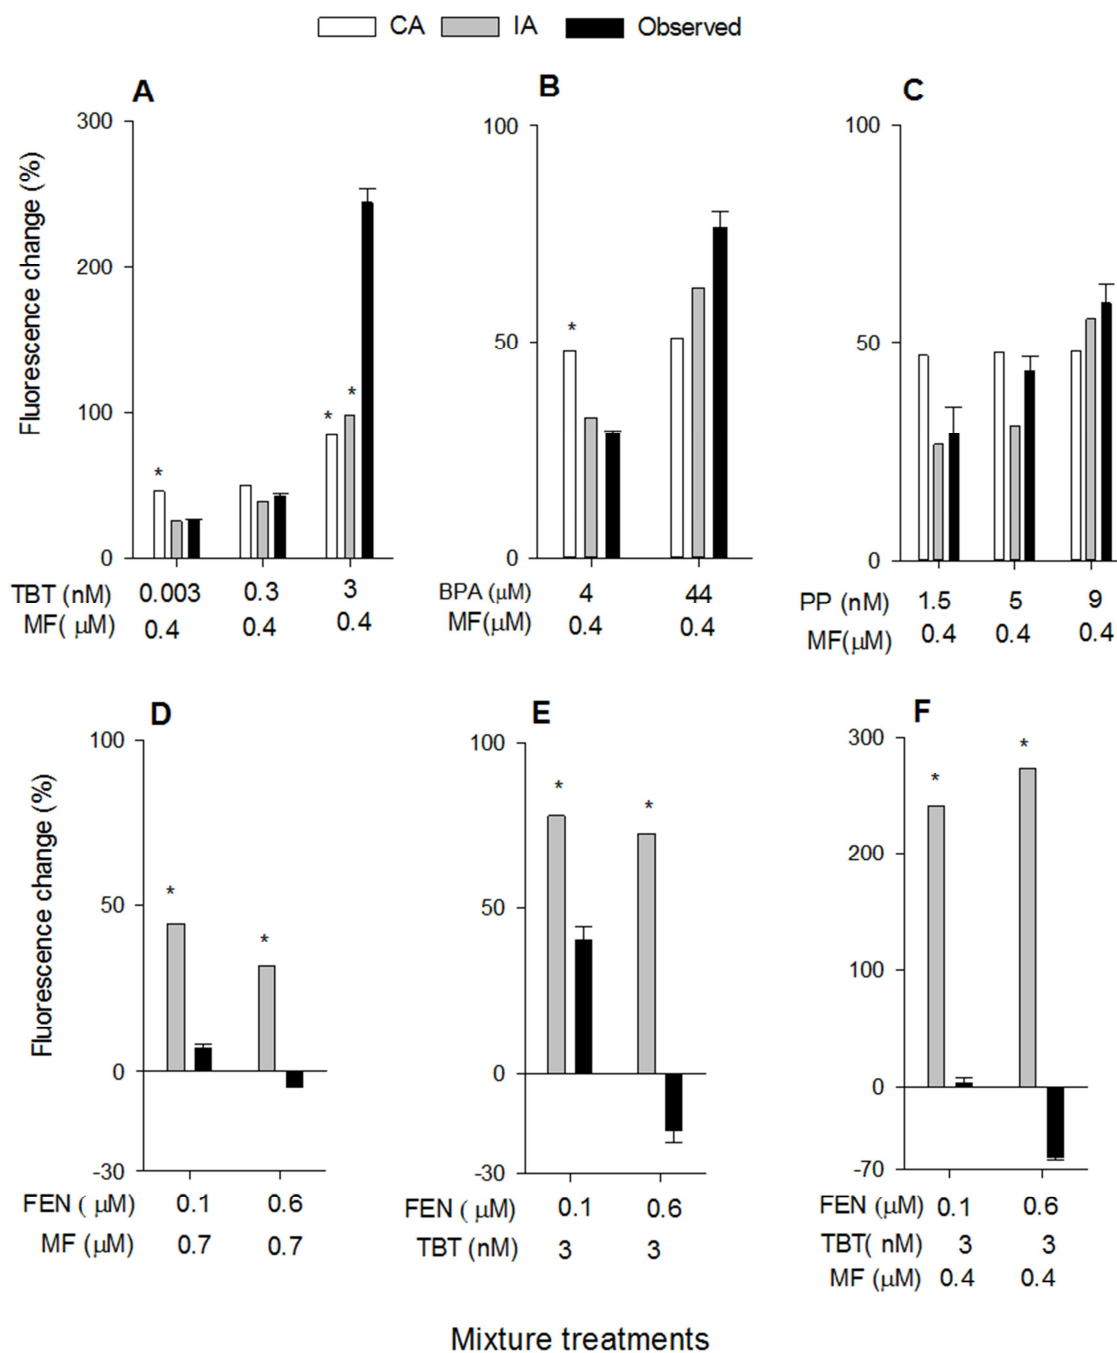 CA IA Observed
A
Fluorescence change (%)
300
200
100
0
*
*
*
TBT (nM) 0.003 0.3 3
MF( μM) 0.4 0.4 0.4
B
100
50
0
*
BPA (μM) 4 44
MF(μM) 0.4 0.4
C
100
50
0
PP (nM) 1.5 5 9
MF(μM) 0.4 0.4 0.4
D
Fluorescence change (%)
100
50
0
-30
*
*
FEN ( μM) 0.1 0.6
MF (μM) 0.7 0.7
E
100
50
0
-30
*
*
FEN ( μM) 0.1 0.6
TBT (nM) 3 3
F
300
200
100
0
-70
*
*
FEN (μM) 0.1 0.6
TBT( nM) 3 3
MF (μM) 0.4 0.4
Mixture treatments